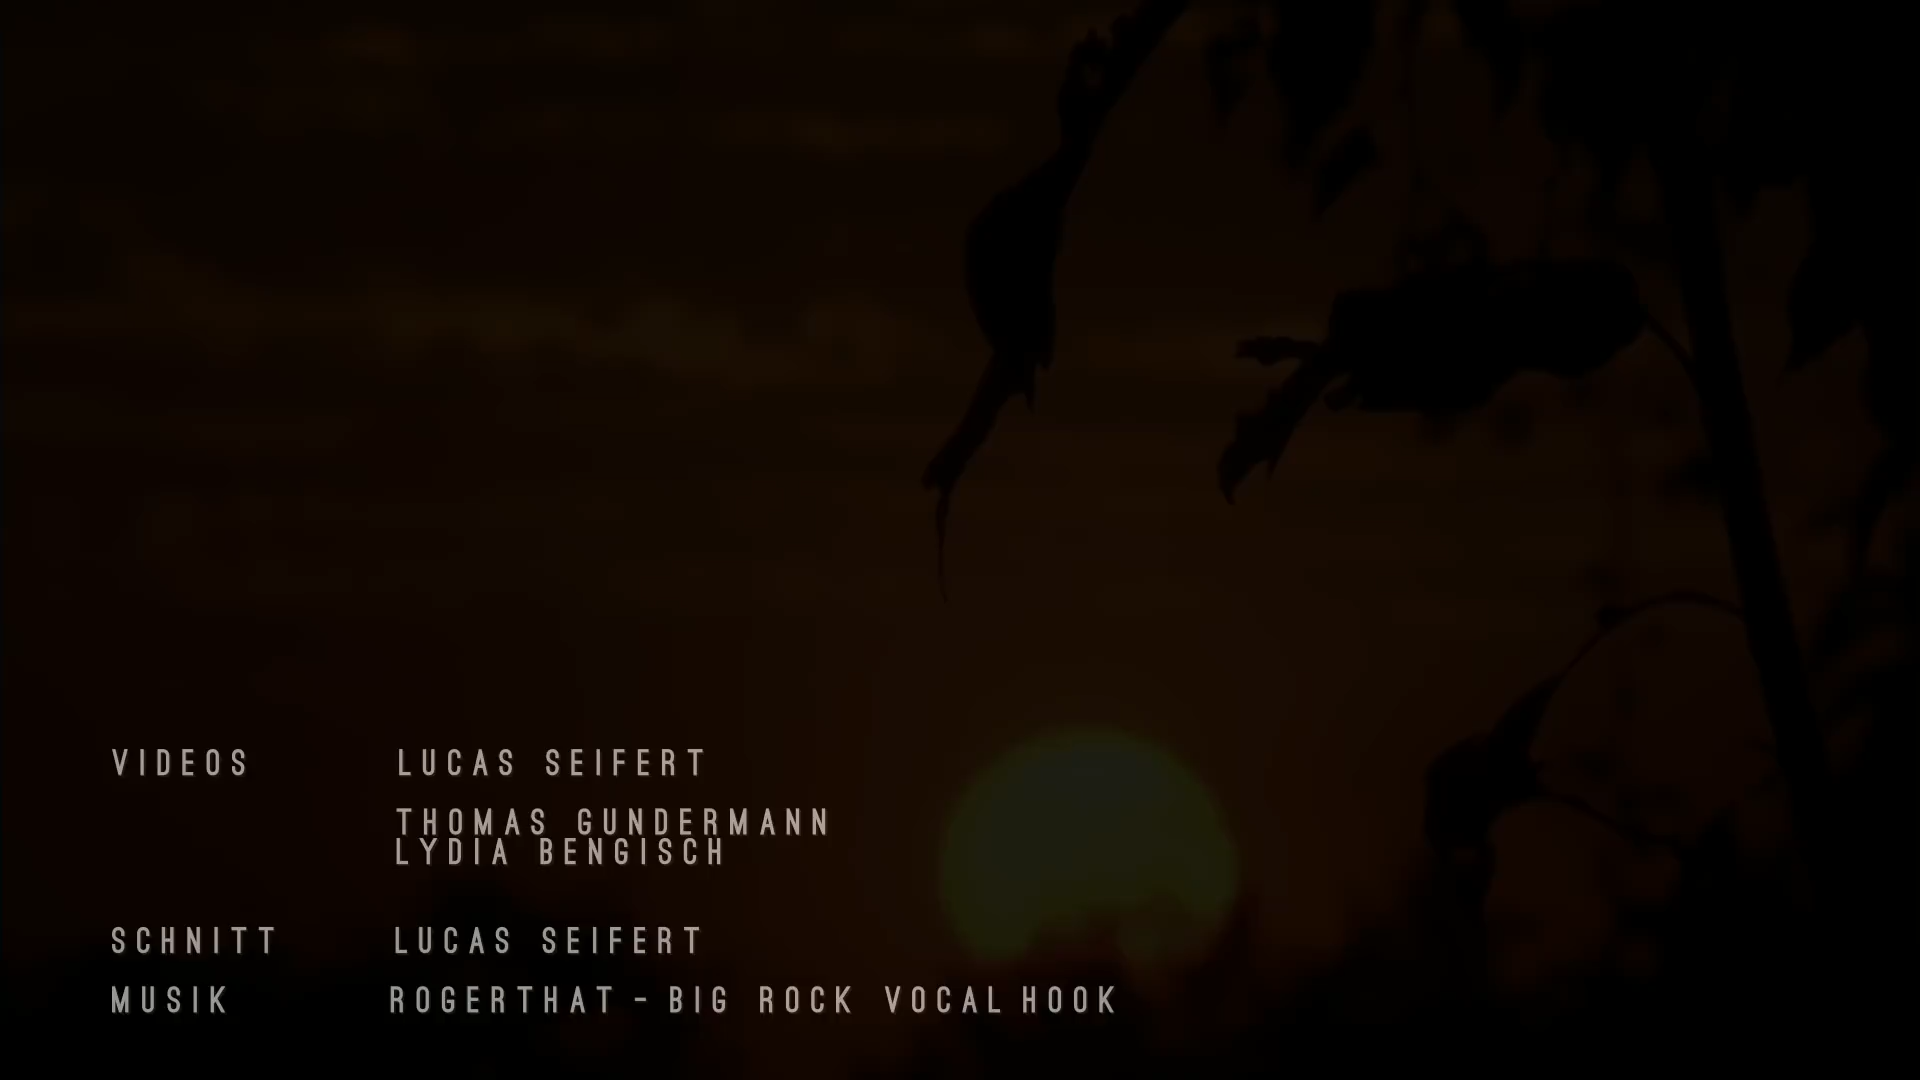 VIDEOS LUCAS SEIFERT
THOMAS GUNDERMANN
LYDIA BENGISCH
SCHNITT LUCAS SEIFERT
MUSIK ROGERTHAT - BIG ROCK VOCAL HOOK